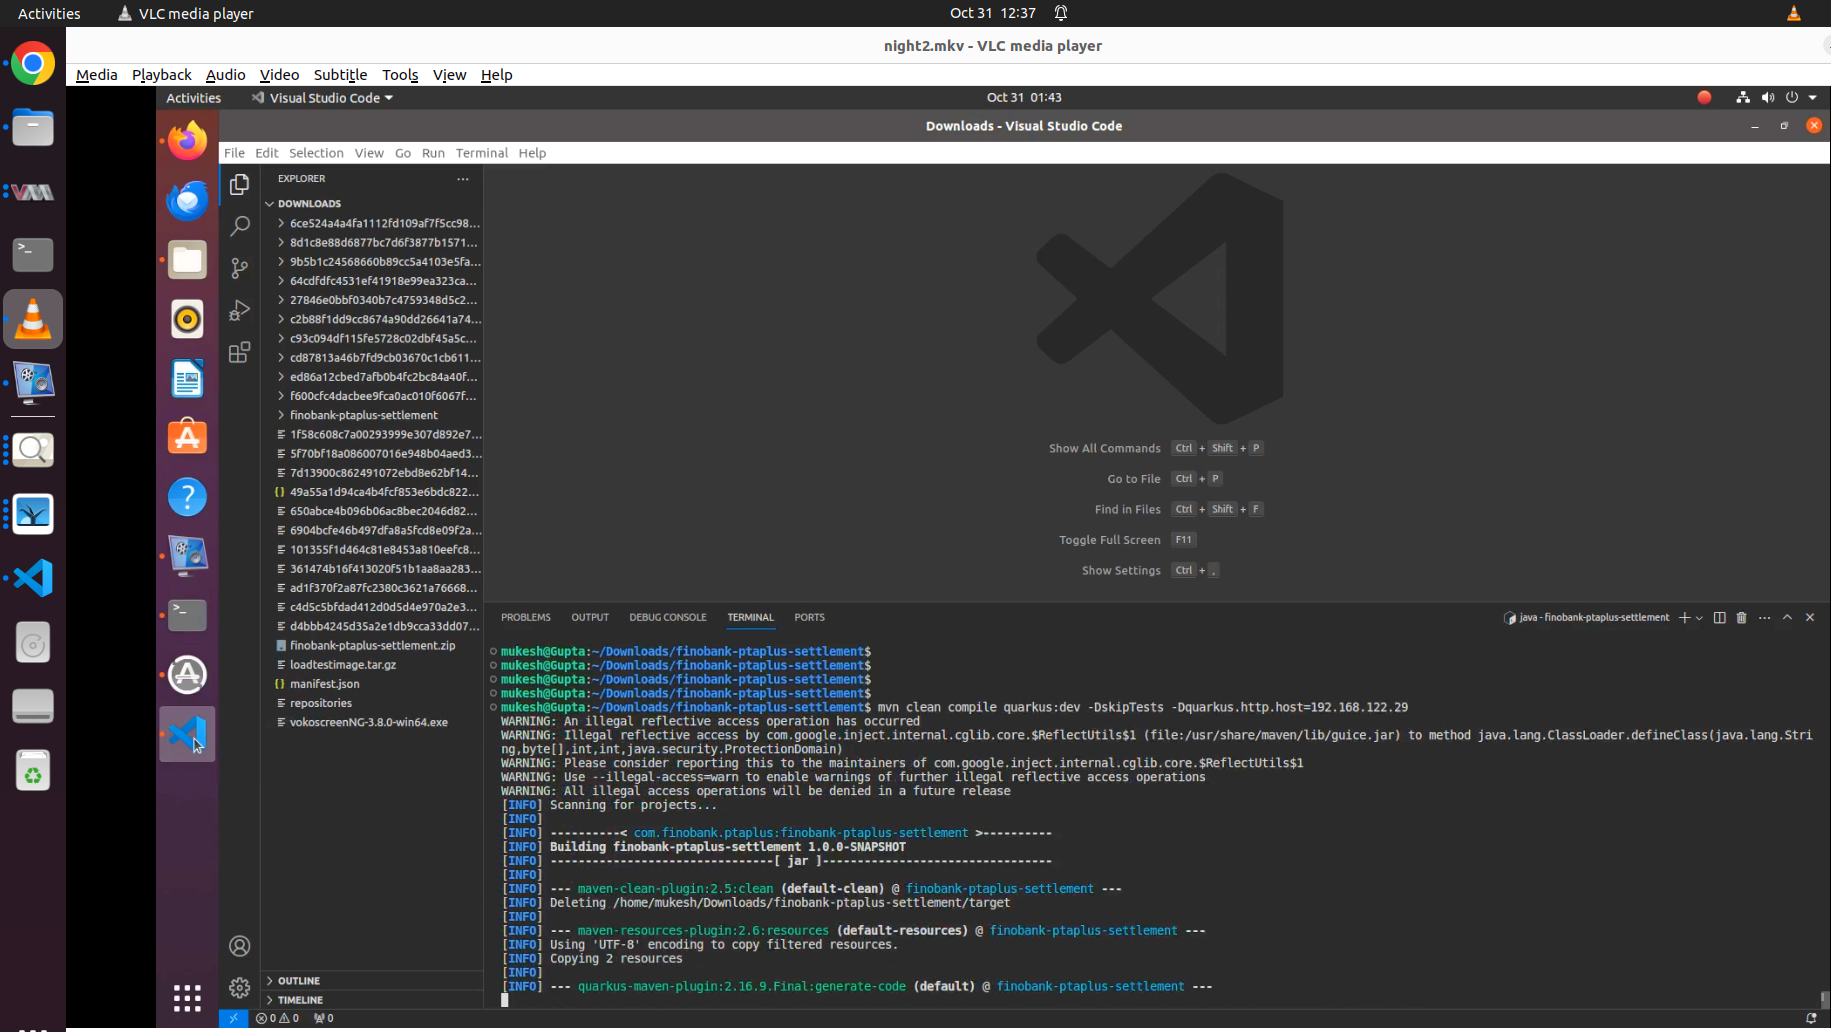 Activities
VLC media player
Oct 31 12:37
night2.mkv - VLC media player
Media Playback Audio Video Subtitle Tools View Help
Activities
Visual Studio Code
Oct 31 01:43
Downloads - Visual Studio Code
File Edit Selection View Go Run Terminal Help
EXPLORER
DOWNLOADS
6ce524a4a4fa1112fd109af7f5cc98...
8d1c8e88d6877bc7d6f3877b1571...
9b5b1c24568660b89cc5a4103e5fa...
64cdfdfc4531ef41918e99ea323ca...
27846e0bbf0340b7c4759348d5c2...
c2b88f1dd9cc8674a90dd26641a74...
c93c094df115fe5728c02dbf45a5c...
cd87813a46b7fd9cb03670c1cb611...
ed86a12cbed7afb0b4fc2bc84a40f...
f600cfc4dacbee9fca0ac010f6067f...
finobank-ptaplus-settlement
1f58c608c7a00293999e307d892e7...
5f70bf18a086007016e948b04aed3...
7d13900c862491072ebd8e62bf14...
49a55a1d94ca4b4fcf853e6bdc822...
650abce4b096b06ac8bec2046d82...
6904bcfe46b497dfa8a5fcd8e09f2a...
101355f1d464c81e8453a810eefc8...
361474b16f413020f51b1aa8aa283...
ad1f370f2a87fc2380c3621a76668...
c4d5c5bfdad412d0d5d4e970a2e3...
d4bbb4245d35a2e1db9cca33dd07...
finobank-ptaplus-settlement.zip
loadtestimage.tar.gz
manifest.json
repositories
vokoscreenNG-3.8.0-win64.exe
OUTLINE
TIMELINE
Show All Commands Ctrl + Shift + P
Go to File Ctrl + P
Find in Files Ctrl + Shift + F
Toggle Full Screen F11
Show Settings Ctrl + ,
PROBLEMS OUTPUT DEBUG CONSOLE TERMINAL PORTS
java - finobank-ptaplus-settlement
mukesh@Gupta:~/Downloads/finobank-ptaplus-settlement$
mukesh@Gupta:~/Downloads/finobank-ptaplus-settlement$
mukesh@Gupta:~/Downloads/finobank-ptaplus-settlement$
mukesh@Gupta:~/Downloads/finobank-ptaplus-settlement$
mukesh@Gupta:~/Downloads/finobank-ptaplus-settlement$ mvn clean compile quarkus:dev -DskipTests -Dquarkus.http.host=192.168.122.29
WARNING: An illegal reflective access operation has occurred
WARNING: Illegal reflective access by com.google.inject.internal.cglib.core.$ReflectUtils$1 (file:/usr/share/maven/lib/guice.jar) to method java.lang.ClassLoader.defineClass(java.lang.Stri
ng,byte[],int,int,java.security.ProtectionDomain)
WARNING: Please consider reporting this to the maintainers of com.google.inject.internal.cglib.core.$ReflectUtils$1
WARNING: Use --illegal-access=warn to enable warnings of further illegal reflective access operations
WARNING: All illegal access operations will be denied in a future release
[INFO] Scanning for projects...
[INFO]
[INFO] ----------< com.finobank.ptaplus:finobank-ptaplus-settlement >----------
[INFO] Building finobank-ptaplus-settlement 1.0.0-SNAPSHOT
[INFO] --------------------------------[ jar ]---------------------------------
[INFO]
[INFO] --- maven-clean-plugin:2.5:clean (default-clean) @ finobank-ptaplus-settlement ---
[INFO] Deleting /home/mukesh/Downloads/finobank-ptaplus-settlement/target
[INFO]
[INFO] --- maven-resources-plugin:2.6:resources (default-resources) @ finobank-ptaplus-settlement ---
[INFO] Using 'UTF-8' encoding to copy filtered resources.
[INFO] Copying 2 resources
[INFO]
[INFO] --- quarkus-maven-plugin:2.16.9.Final:generate-code (default) @ finobank-ptaplus-settlement ---
0 0 0